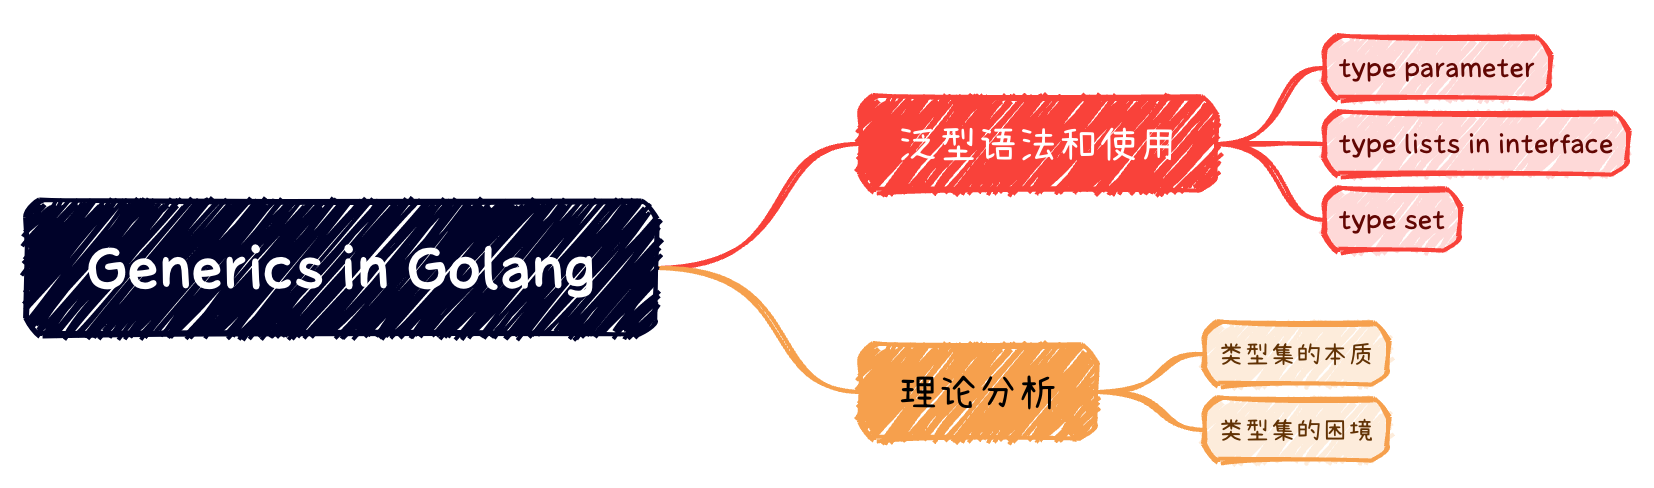 Generics in Golang
泛型语法和使用
type parameter
type lists in interface
type set
理论分析
类型集的本质
类型集的困境